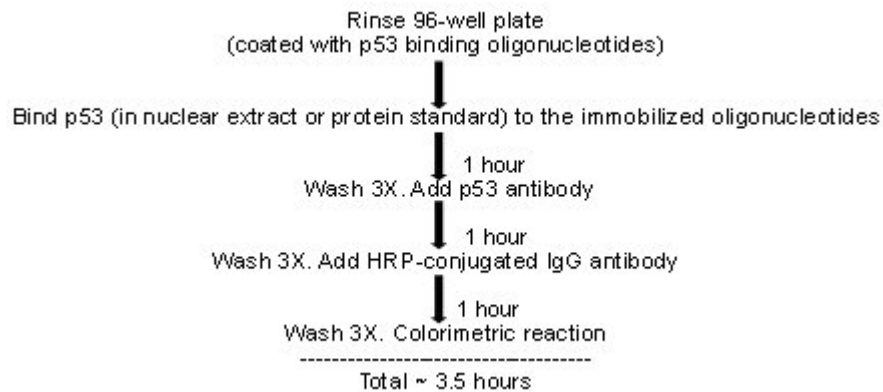 Rinse 96-well plate
(coated with p53 binding oligonucleotides)
Bind p53 (in nuclear extract or protein standard) to the immobilized oligonucleotides
1 hour
Wash 3X. Add p53 antibody
1 hour
Wash 3X. Add HRP-conjugated IgG antibody
1 hour
Wash 3X. Colorimetric reaction
------------------------------------
Total ~ 3.5 hours